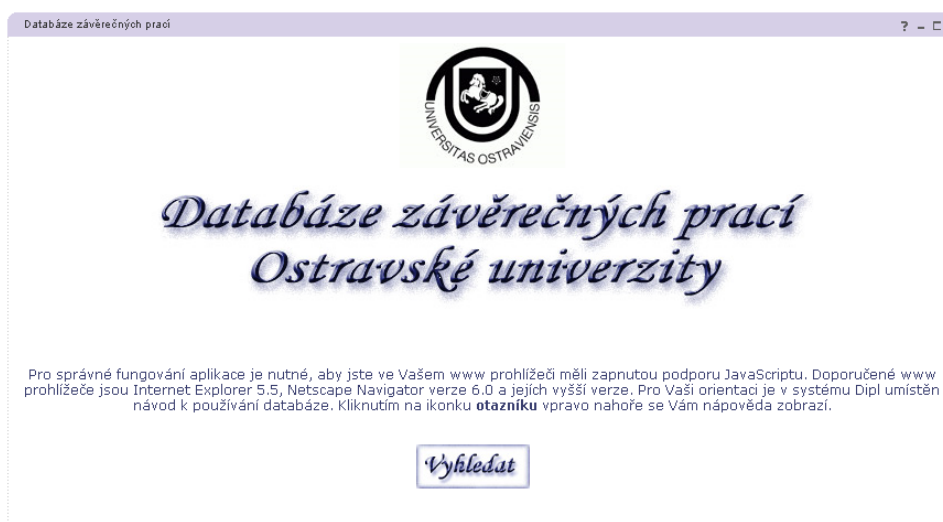 Databáze závěrečných prací
?
UNIVERSITAS OSTRAVIENSIS
Databáze závěrečných prací
Ostravské univerzity
Pro správné fungování aplikace je nutné, aby jste ve Vašem www prohlížeči měli zapnutou podporu JavaScriptu. Doporučené www
prohlížeče jsou Internet Explorer 5.5, Netscape Navigator verze 6.0 a jejích vyšší verze. Pro Vaši orientaci je v systému Dipl umístěn
návod k používání databáze. Kliknutím na ikonku otazníku vpravo nahoře se Vám nápověda zobrazí.
Vyhledat